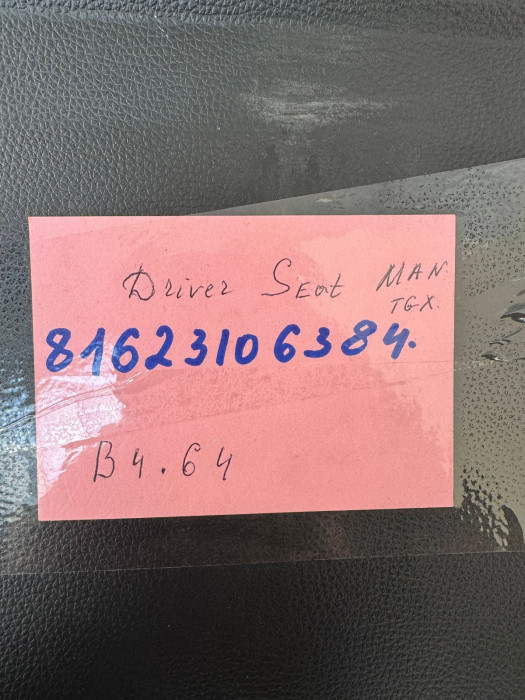 Driver Seat MAN
TGX.
81623106384.
B4.64